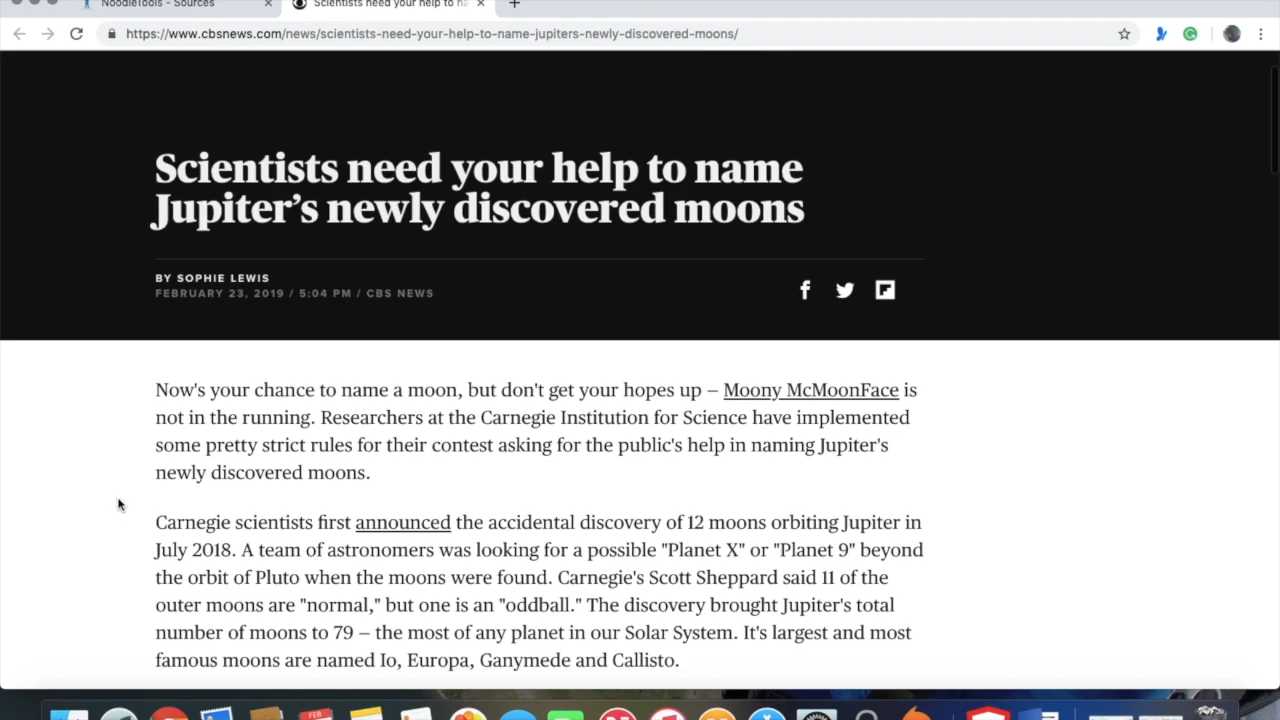 NoodleTools - Sources
Scientists need your help to na
https://www.cbsnews.com/news/scientists-need-your-help-to-name-jupiters-newly-discovered-moons/
Scientists need your help to name
Jupiter’s newly discovered moons
BY SOPHIE LEWIS
FEBRUARY 23, 2019 / 5:04 PM / CBS NEWS
Now's your chance to name a moon, but don't get your hopes up – Moony McMoonFace is
not in the running. Researchers at the Carnegie Institution for Science have implemented
some pretty strict rules for their contest asking for the public's help in naming Jupiter's
newly discovered moons.
Carnegie scientists first announced the accidental discovery of 12 moons orbiting Jupiter in
July 2018. A team of astronomers was looking for a possible "Planet X" or "Planet 9" beyond
the orbit of Pluto when the moons were found. Carnegie's Scott Sheppard said 11 of the
outer moons are "normal," but one is an "oddball." The discovery brought Jupiter's total
number of moons to 79 – the most of any planet in our Solar System. It's largest and most
famous moons are named Io, Europa, Ganymede and Callisto.
FEB